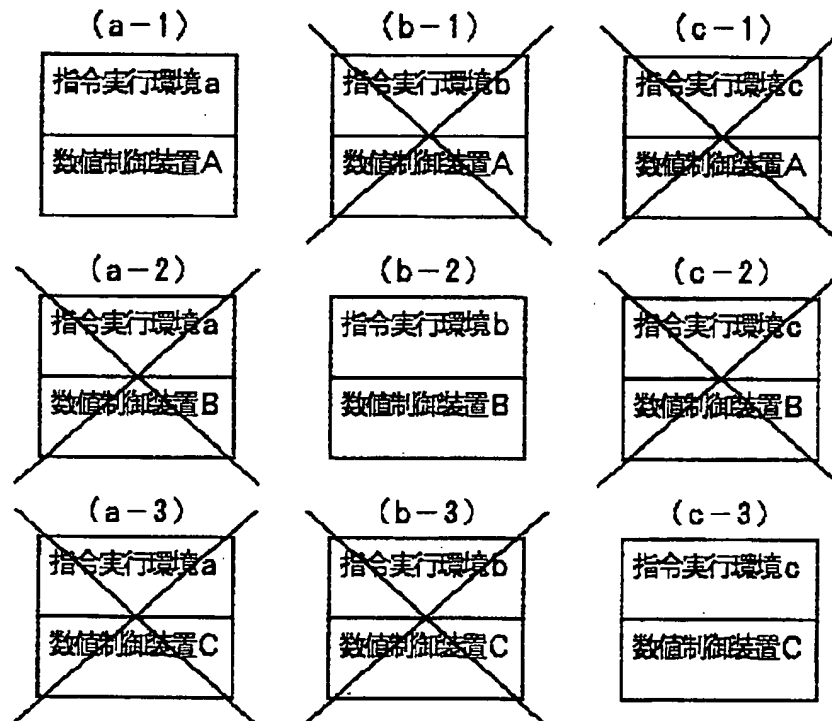 (a-1)
(b-1)
(c-1)
指令実行環境a
指令実行環境b
指令実行環境c
数値制御装置A
数値制御装置A
数値制御装置A
(a-2)
(b-2)
(c-2)
指令実行環境a
指令実行環境b
指令実行環境c
数値制御装置B
数値制御装置B
数値制御装置B
(a-3)
(b-3)
(c-3)
指令実行環境a
指令実行環境b
指令実行環境c
数値制御装置C
数値制御装置C
数値制御装置C